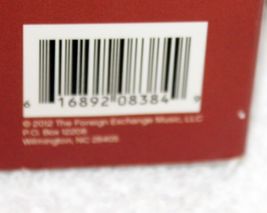 6 16892 08384 9
© 2012 The Foreign Exchange Music, LLC
P.O. Box 12208
Wilmington, NC 28405